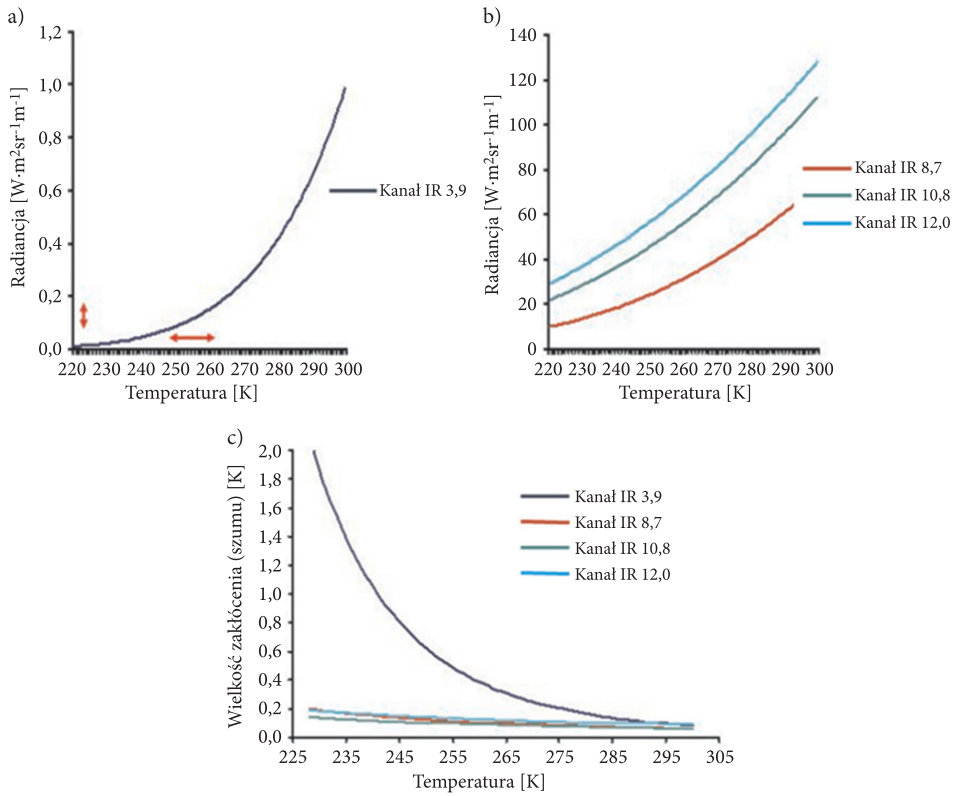 a)
1,2
1,0
0,8
0,6
0,4
0,2
0,0
Radiancja [W·m²sr⁻¹m⁻¹]
Kanał IR 3,9
220 230 240 250 260 270 280 290 300
Temperatura [K]
b)
140
120
100
80
60
40
20
0
Radiancja [W·m²sr⁻¹m⁻¹]
Kanał IR 8,7
Kanał IR 10,8
Kanał IR 12,0
220 230 240 250 260 270 280 290 300
Temperatura [K]
c)
2,0
1,8
1,6
1,4
1,2
1,0
0,8
0,6
0,4
0,2
0,0
Wielkość zakłócenia (szumu) [K]
Kanał IR 3,9
Kanał IR 8,7
Kanał IR 10,8
Kanał IR 12,0
225 235 245 255 265 275 285 295 305
Temperatura [K]